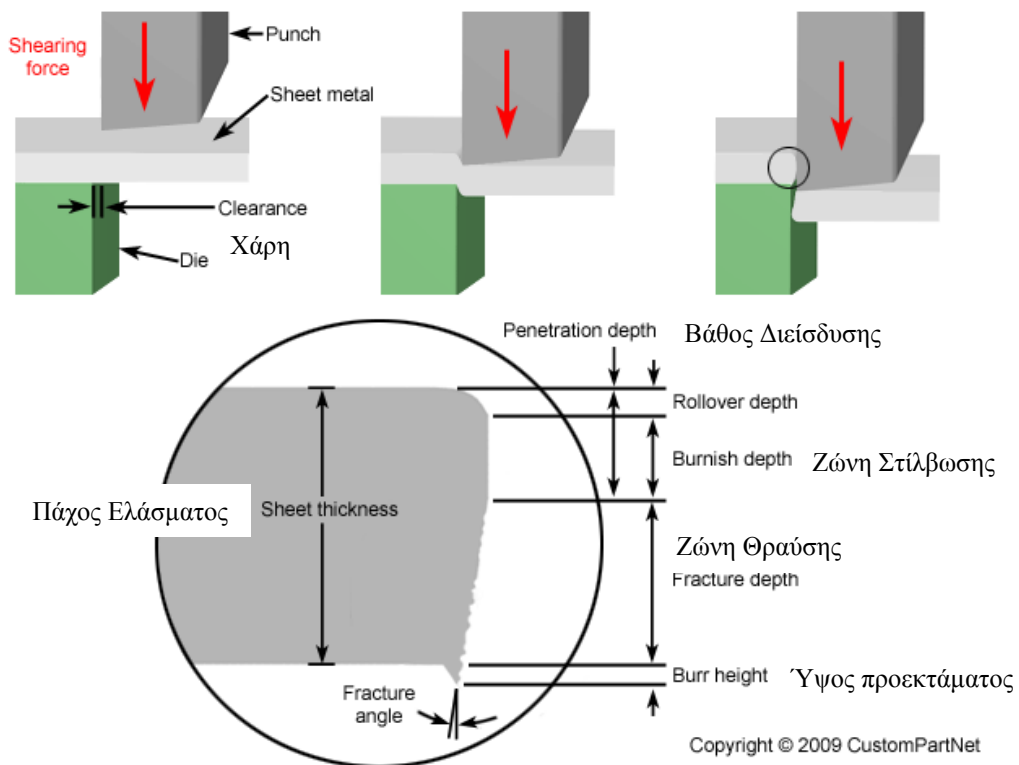 Shearing
force
Punch
Sheet metal
Clearance
Χάρη
Die
Penetration depth Βάθος Διείσδυσης
Rollover depth
Burnish depth Ζώνη Στίλβωσης
Πάχος Ελάσματος Sheet thickness
Ζώνη Θραύσης
Fracture depth
Burr height Ύψος προεκτάματος
Fracture
angle
Copyright © 2009 CustomPartNet